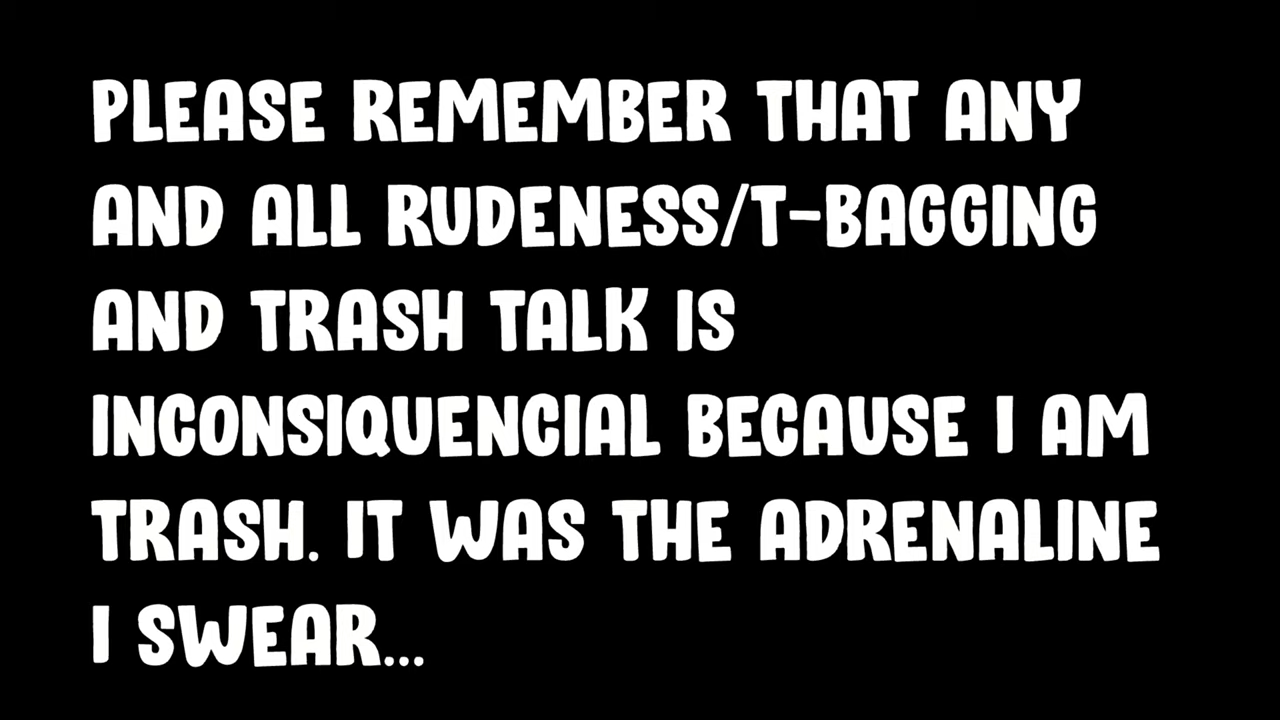 PLEASE REMEMBER THAT ANY
AND ALL RUDENESS/T-BAGGING
AND TRASH TALK IS
INCONSIQUENCIAL BECAUSE I AM
TRASH. IT WAS THE ADRENALINE
I SWEAR...